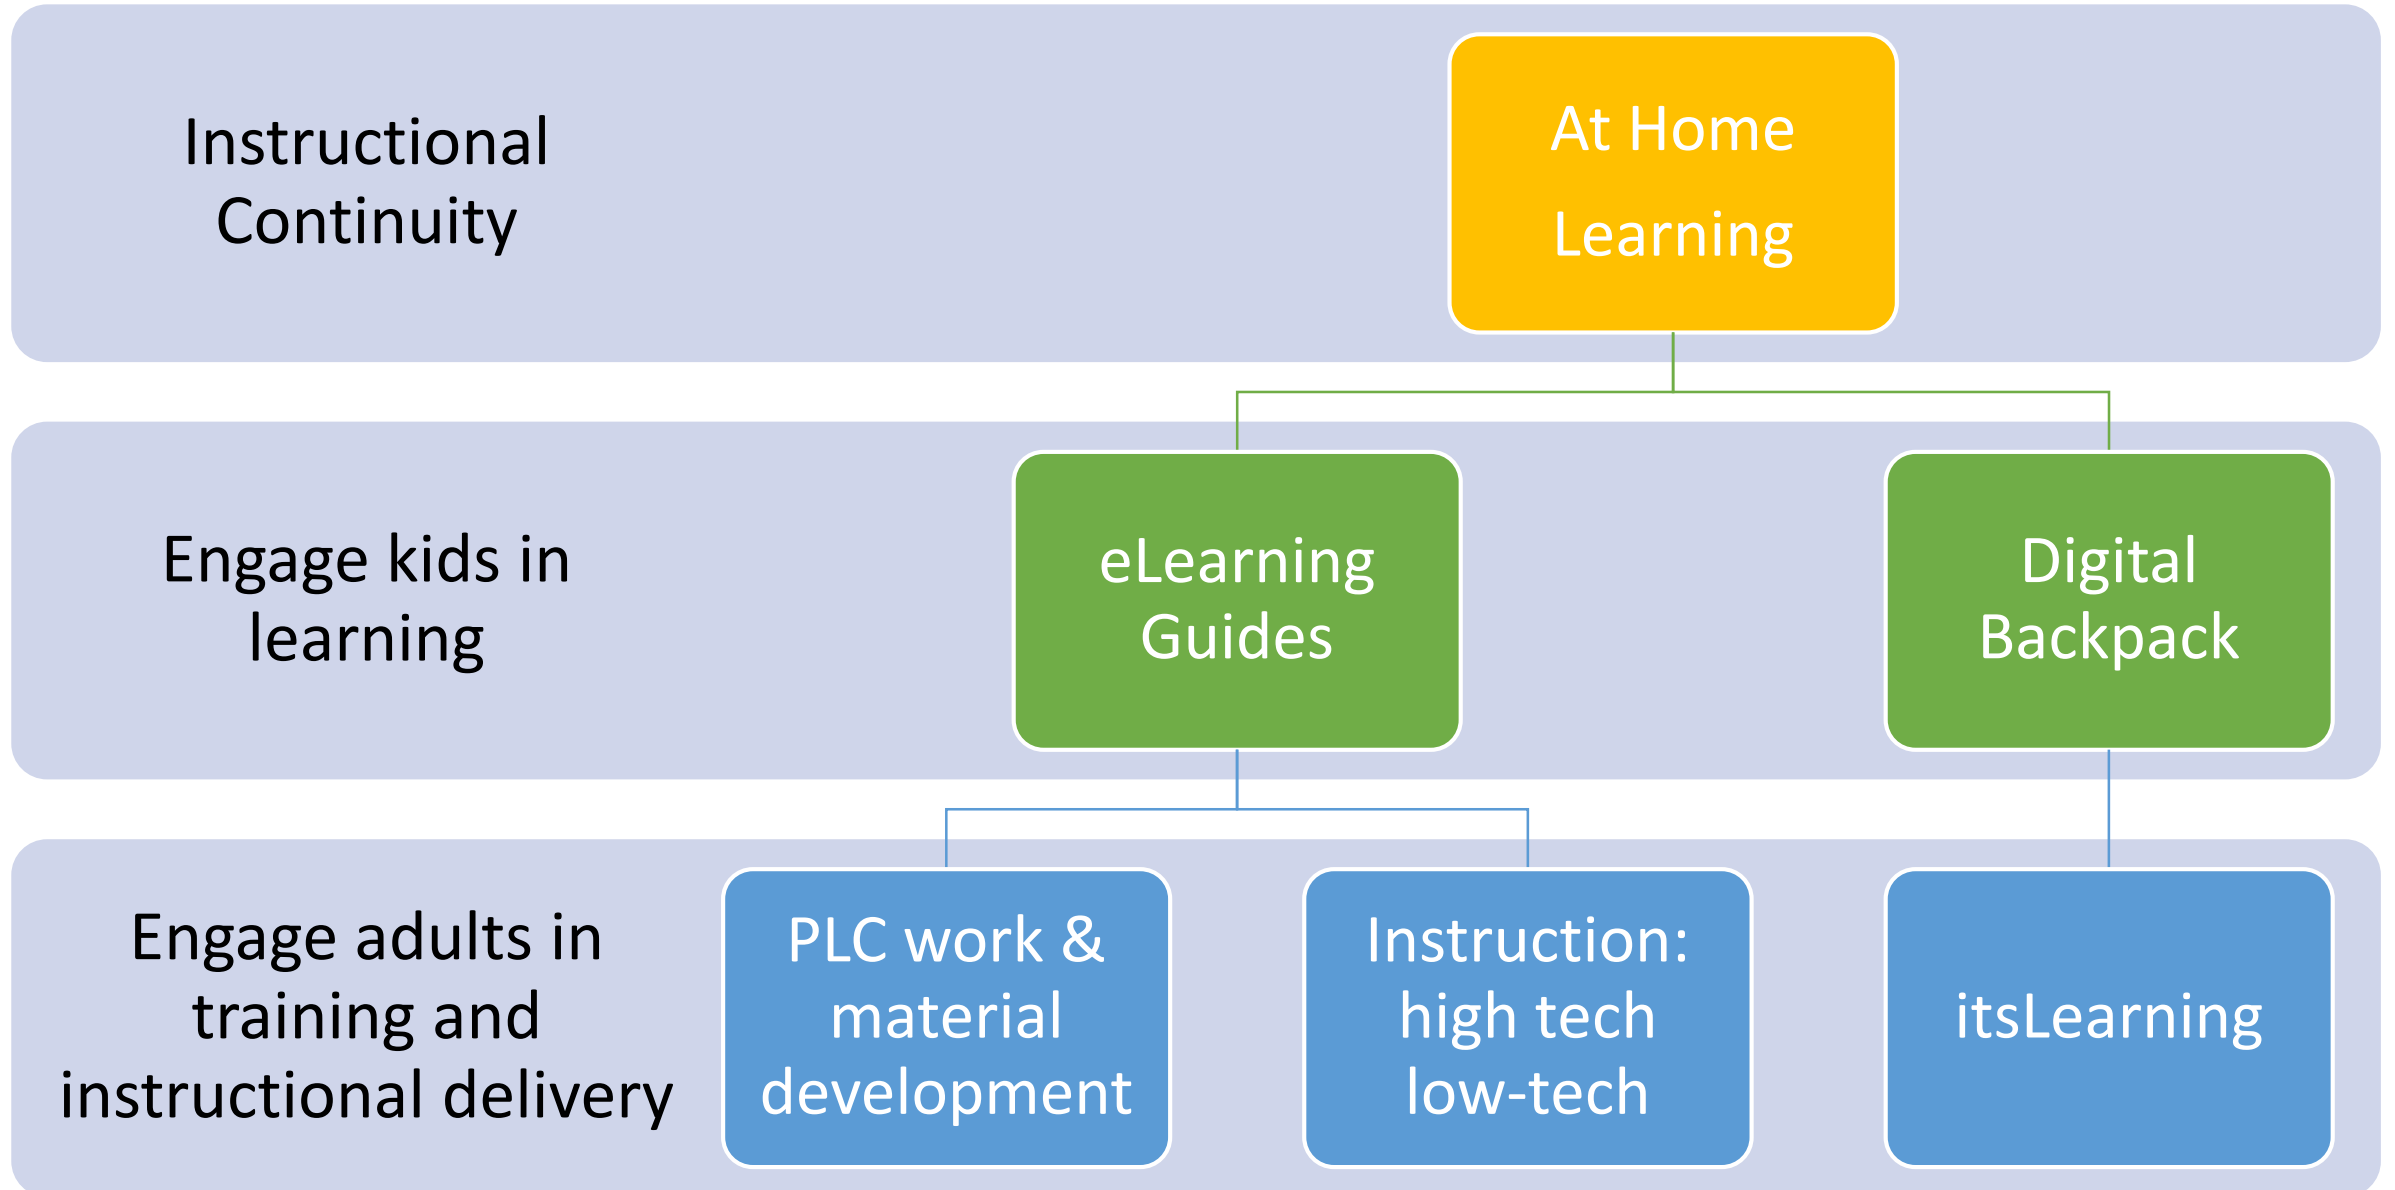 Instructional
Continuity
At Home
Learning
Engage kids in
learning
eLearning
Guides
Digital
Backpack
Engage adults in
training and
instructional delivery
PLC work &
material
development
Instruction:
high tech
low-tech
itsLearning